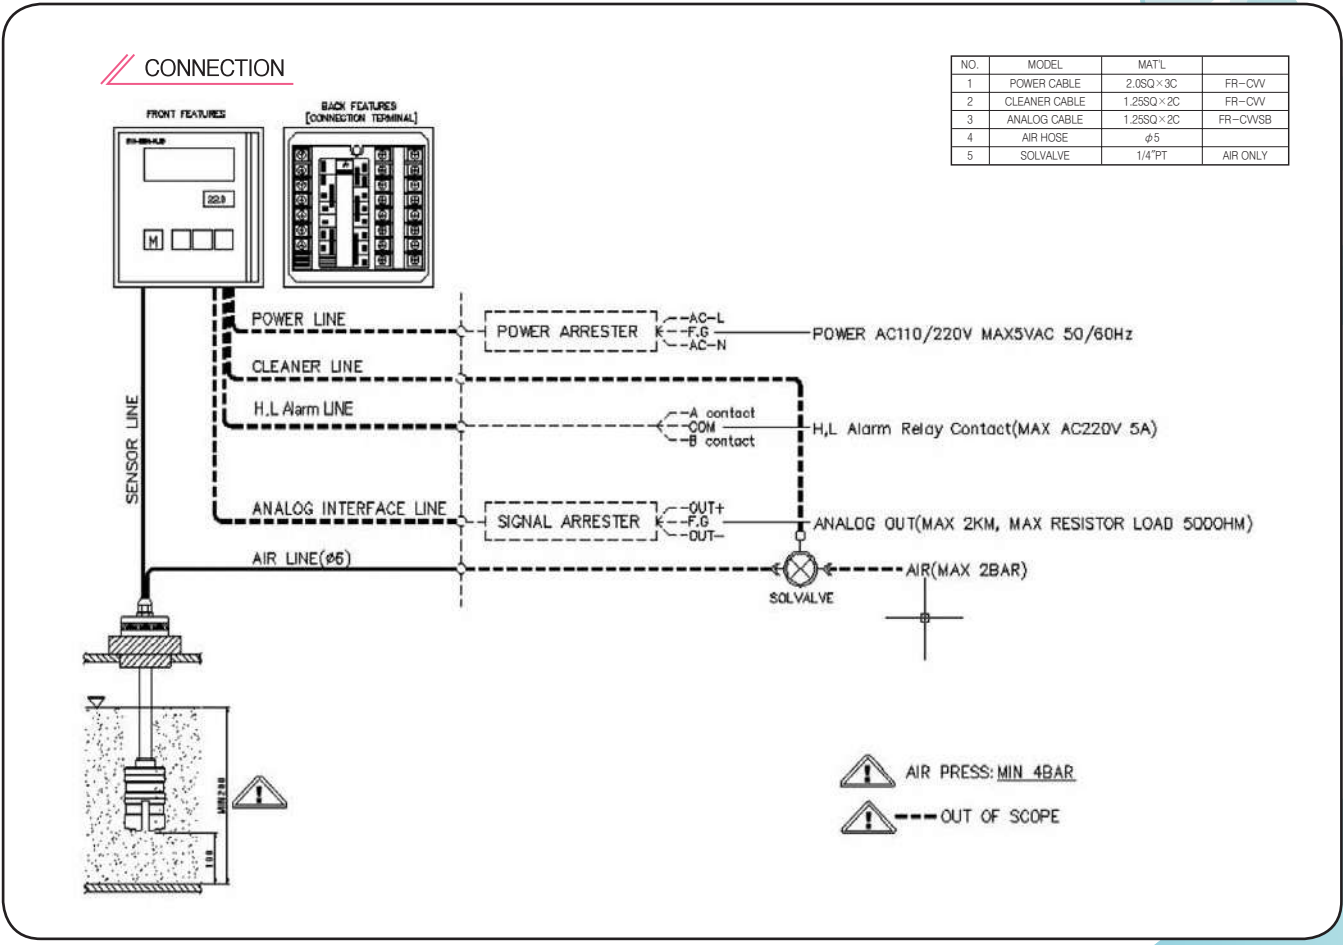 CONNECTION
NO. MODEL MAT'L
1 POWER CABLE 2.0SQ×3C FR-CVV
2 CLEANER CABLE 1.25SQ×2C FR-CVV
3 ANALOG CABLE 1.25SQ×2C FR-CVVSB
4 AIR HOSE ϕ5
5 SOLVALVE 1/4"PT AIR ONLY
FRONT FEATURES
BACK FEATURES
[CONNECTION TERMINAL]
22.0
M
POWER LINE
POWER ARRESTER
AC-L
F.G
AC-N
POWER AC110/220V MAX5VAC 50/60Hz
CLEANER LINE
SENSOR LINE
H,L Alarm LINE
A contact
COM
B contact
H,L Alarm Relay Contact(MAX AC220V 5A)
ANALOG INTERFACE LINE
SIGNAL ARRESTER
OUT+
F.G
OUT-
ANALOG OUT(MAX 2KM, MAX RESISTOR LOAD 500OHM)
AIR LINE(ø6)
AIR(MAX 2BAR)
SOLVALVE
MIN200
100
!
! AIR PRESS: MIN 4BAR
! OUT OF SCOPE